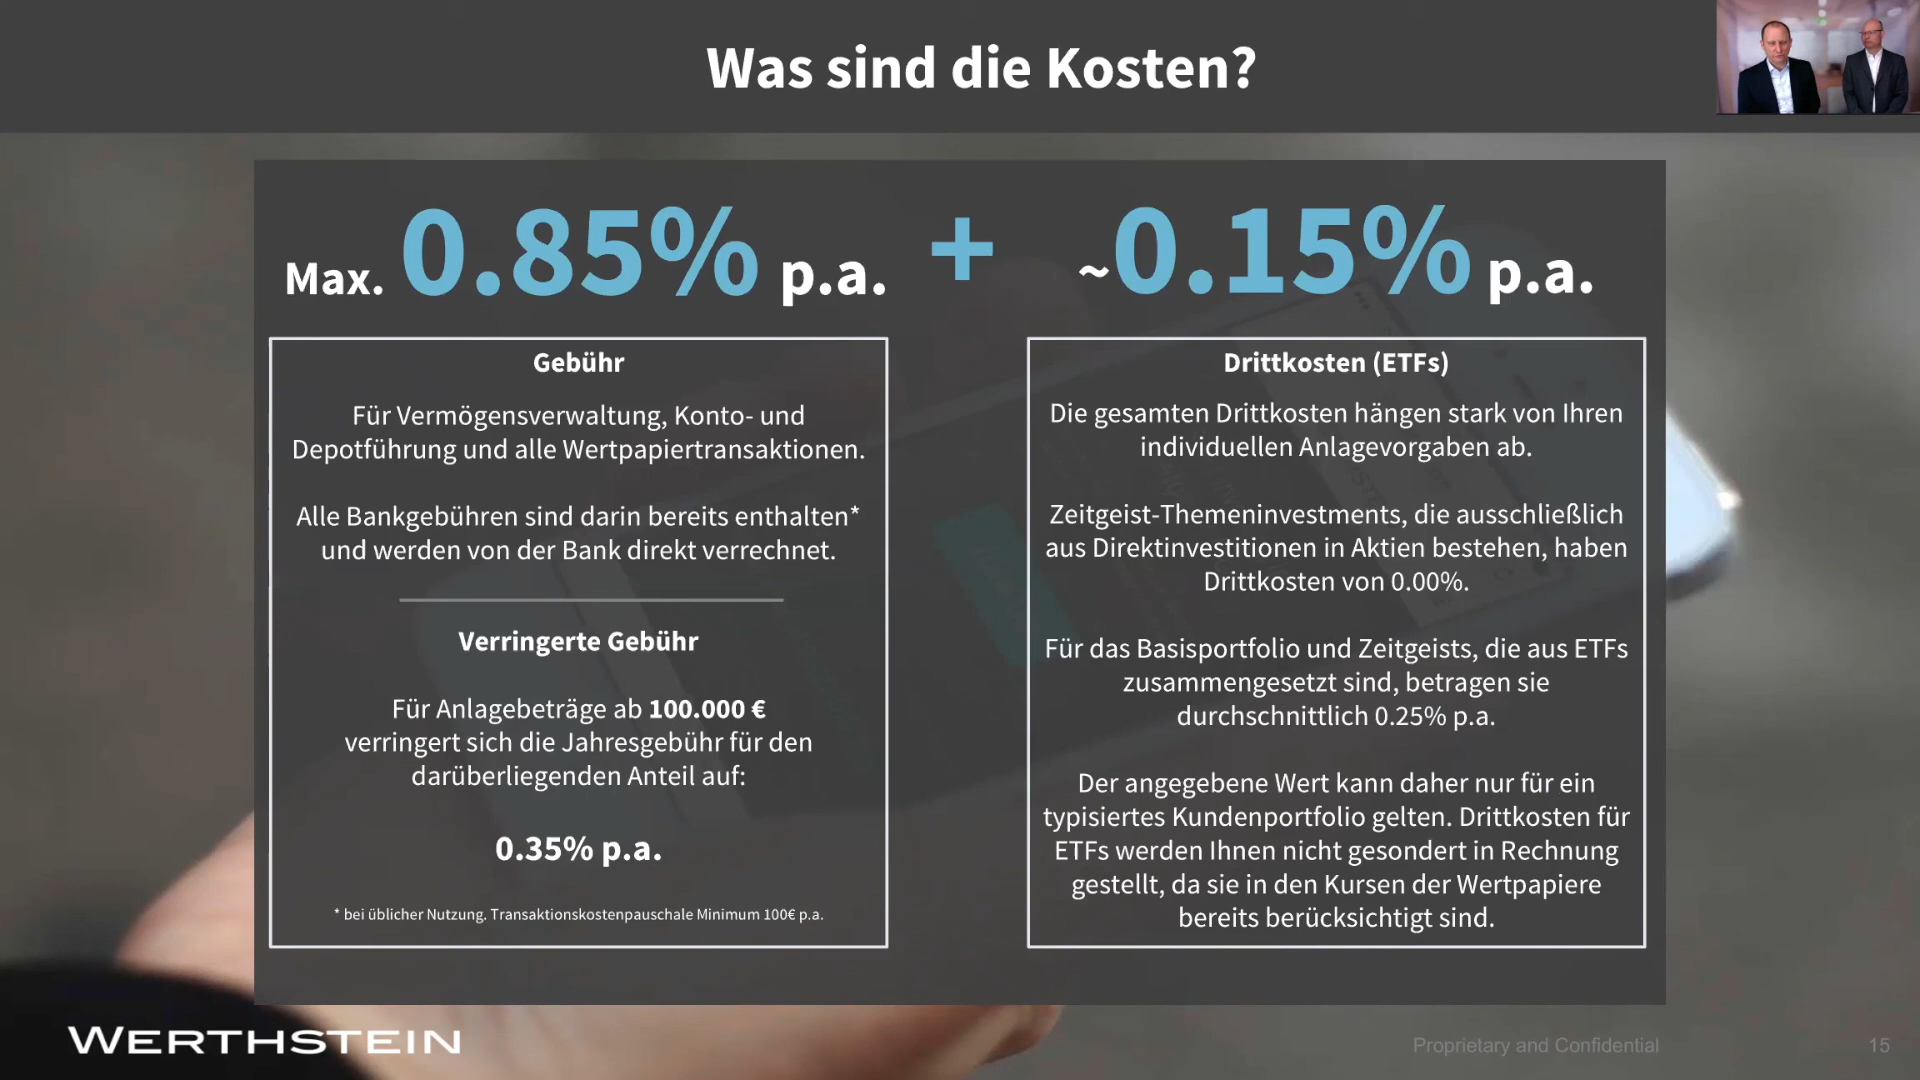 Was sind die Kosten?
Max. 0.85% p.a. + ~0.15% p.a.
Gebühr
Für Vermögensverwaltung, Konto- und
Depotführung und alle Wertpapiertransaktionen.
Alle Bankgebühren sind darin bereits enthalten*
und werden von der Bank direkt verrechnet.
Verringerte Gebühr
Für Anlagebeträge ab 100.000 €
verringert sich die Jahresgebühr für den
darüberliegenden Anteil auf:
0.35% p.a.
* bei üblicher Nutzung. Transaktionskostenpauschale Minimum 100€ p.a.
Drittkosten (ETFs)
Die gesamten Drittkosten hängen stark von Ihren
individuellen Anlagevorgaben ab.
Zeitgeist-Themeninvestments, die ausschließlich
aus Direktinvestitionen in Aktien bestehen, haben
Drittkosten von 0.00%.
Für das Basisportfolio und Zeitgeists, die aus ETFs
zusammengesetzt sind, betragen sie
durchschnittlich 0.25% p.a.
Der angegebene Wert kann daher nur für ein
typisiertes Kundenportfolio gelten. Drittkosten für
ETFs werden Ihnen nicht gesondert in Rechnung
gestellt, da sie in den Kursen der Wertpapiere
bereits berücksichtigt sind.
WERTHSTEIN
Proprietary and Confidential
15